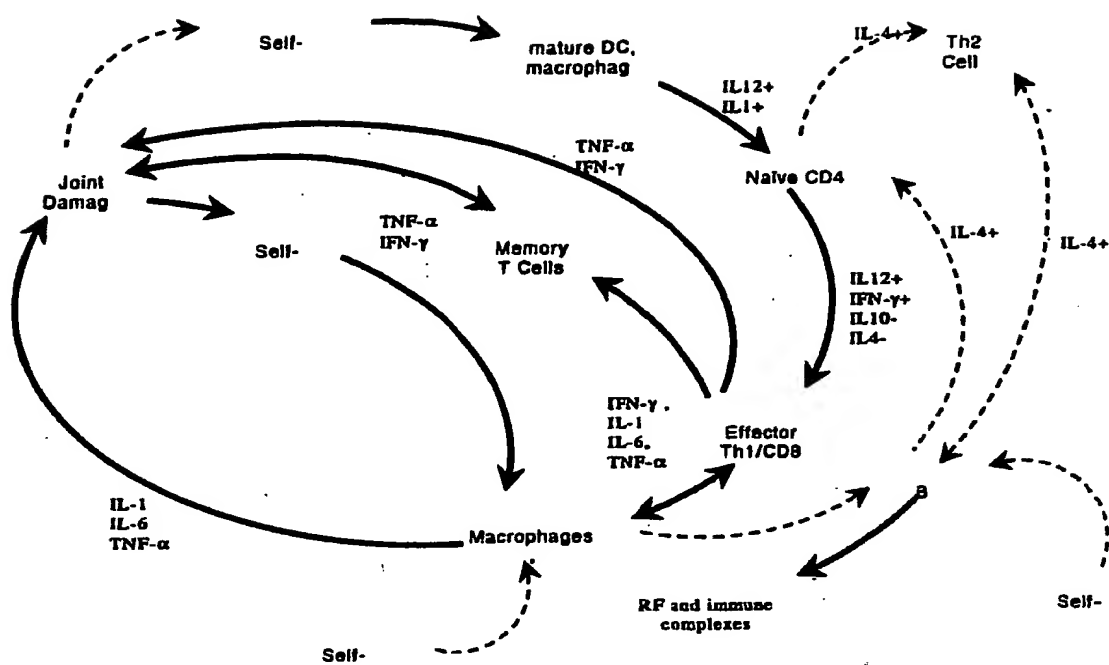 Self-
mature DC,
macrophag
IL-4+
Th2
Cell
IL12+
IL1+
TNF-α
IFN-γ
Naïve CD4
Joint
Damag
TNF-α
IFN-γ
Self-
Memory
T Cells
IL-4+
IL-4+
IL12+
IFN-γ+
IL10-
IL4-
IFN-γ,
IL-1
IL-6,
TNF-α
Effector
Th1/CD8
B
IL-1
IL-6
TNF-α
Macrophages
RF and immune
complexes
Self-
Self-